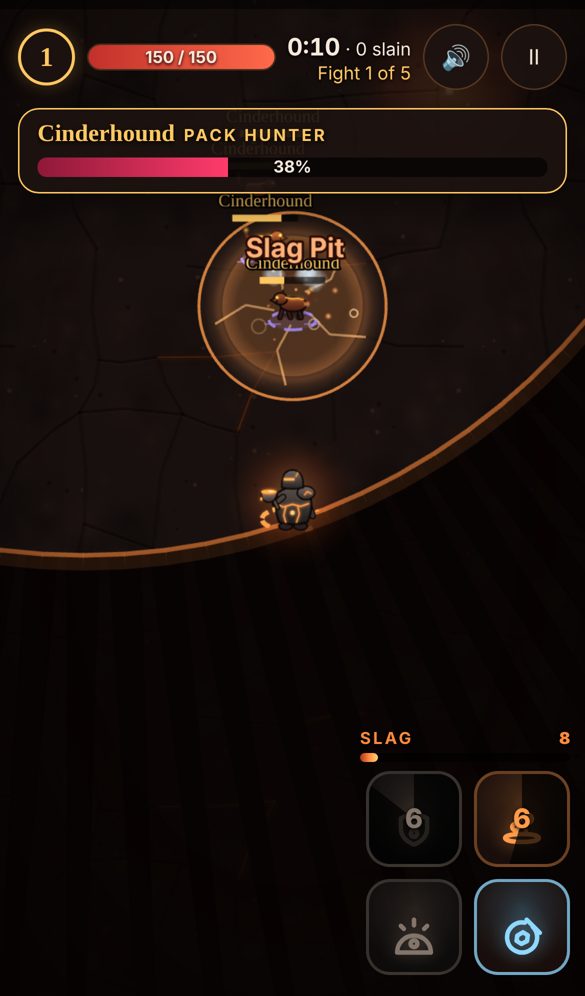 1
150 / 150
0:10 · 0 slain
Fight 1 of 5
Cinderhound
Cinderhound PACK HUNTER
Cinderhound
38%
Cinderhound
Slag Pit
Cinderhound
SLAG 8
6
6